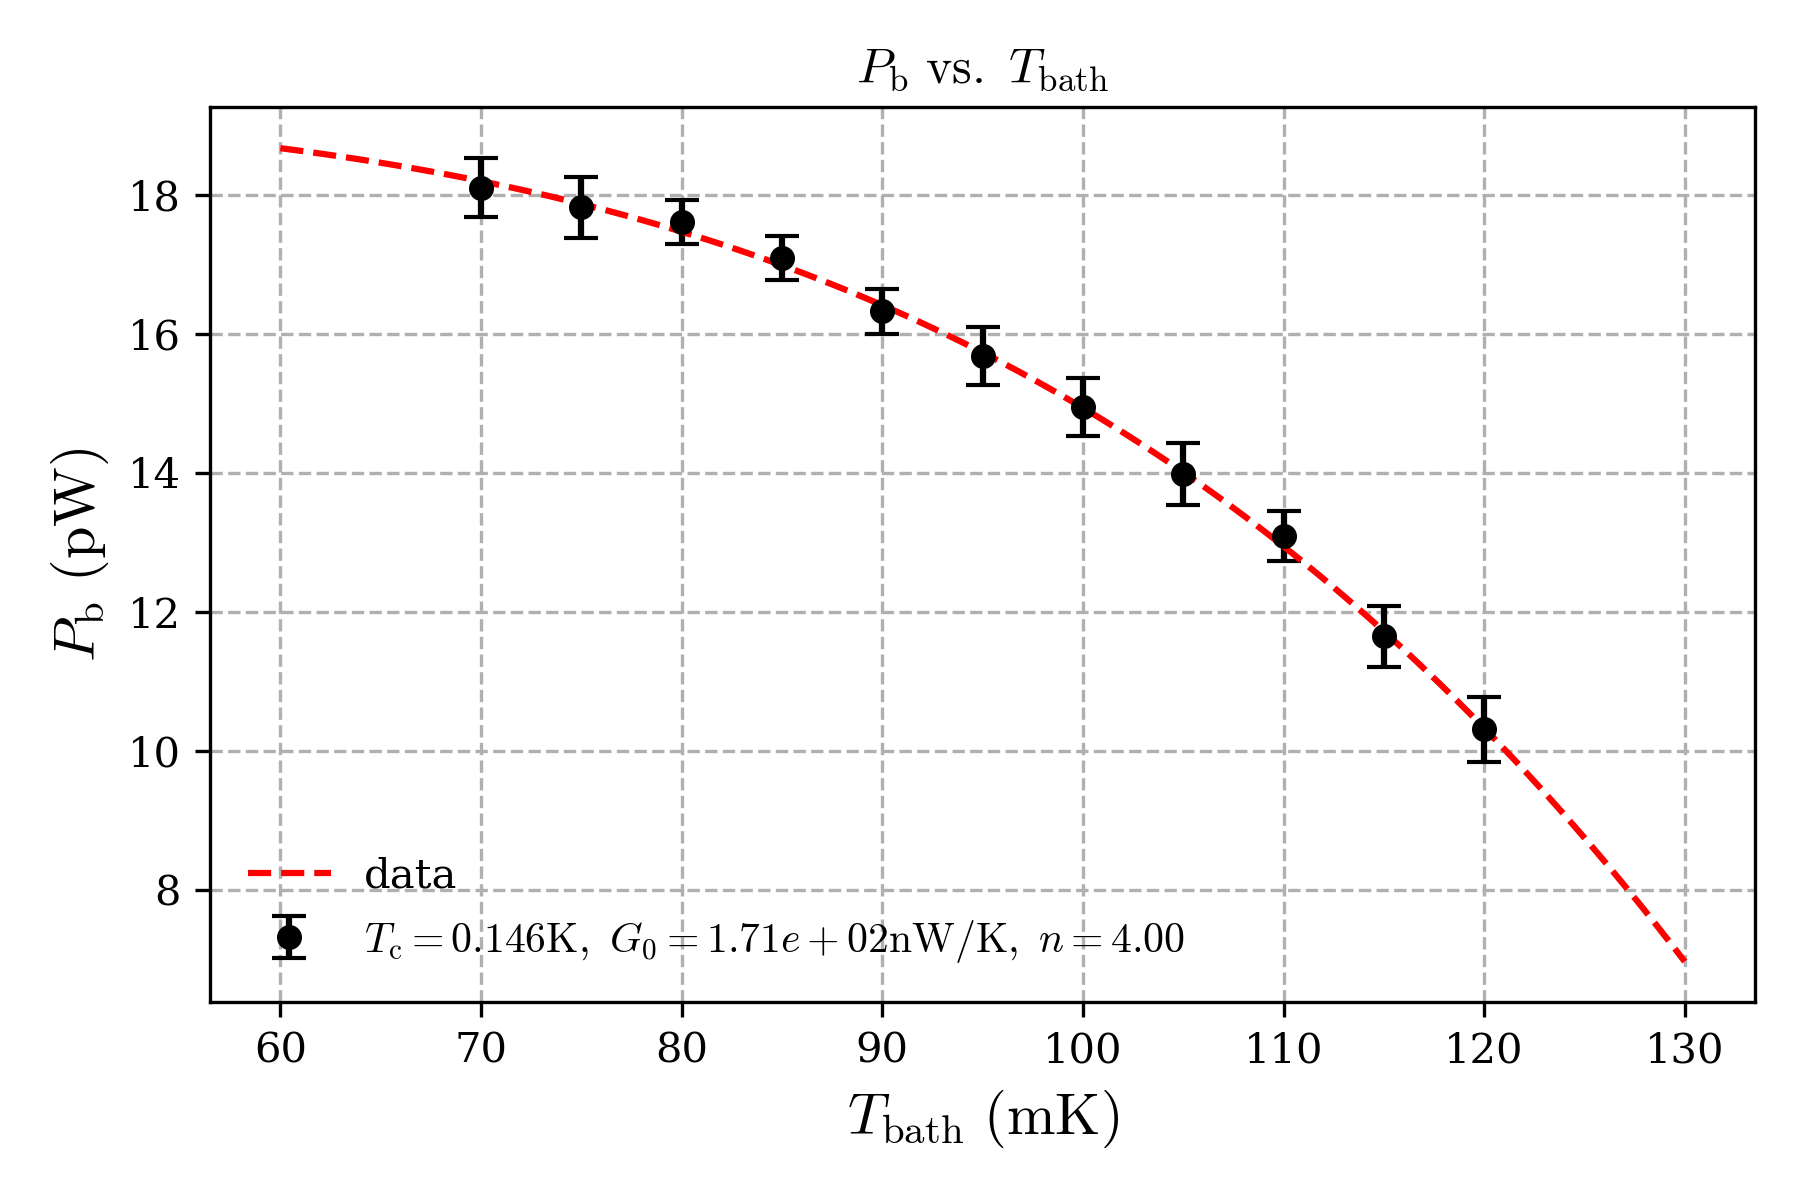 P_b vs. T_bath
P_b (pW)
18
16
14
12
10
8
data
T_c = 0.146K, G_0 = 1.71e + 02nW/K, n = 4.00
60 70 80 90 100 110 120 130
T_bath (mK)